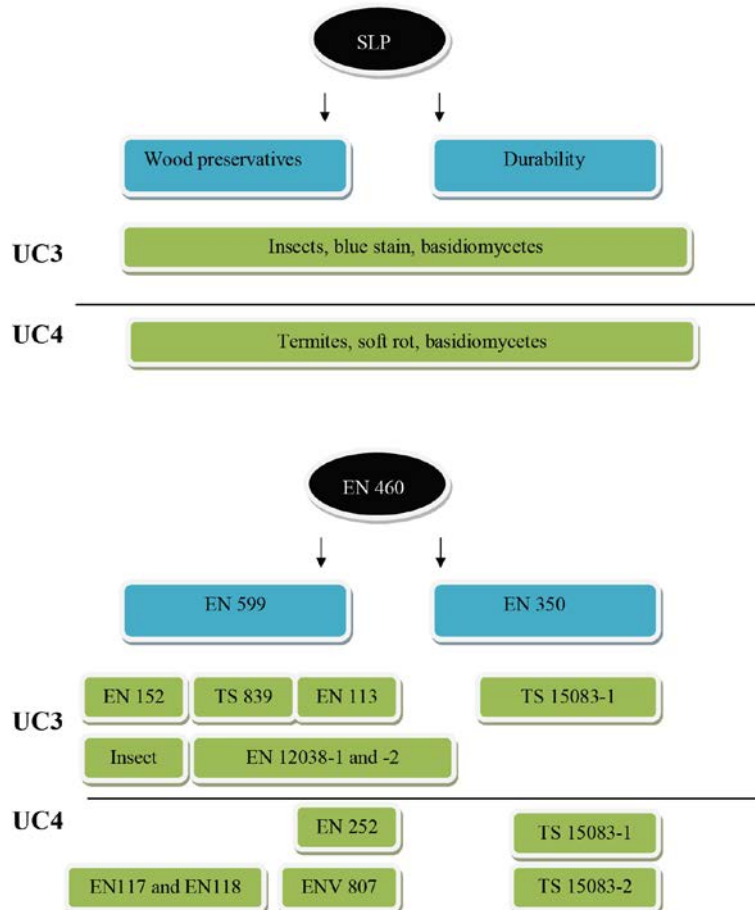 SLP
Wood preservatives
Durability
UC3
Insects, blue stain, basidiomycetes
UC4
Termites, soft rot, basidiomycetes
EN 460
EN 599
EN 350
UC3
EN 152
TS 839
EN 113
TS 15083-1
Insect
EN 12038-1 and -2
UC4
EN 252
TS 15083-1
EN117 and EN118
ENV 807
TS 15083-2